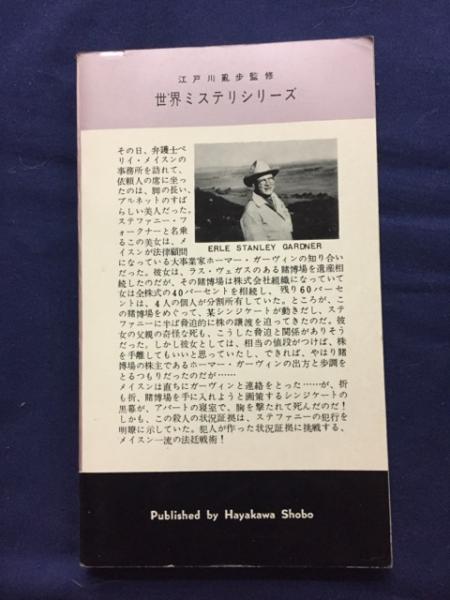 江戸川亂歩監修
世界ミステリシリーズ
その日、弁護士ペ
リイ・メイスンの
事務所を訪れて、
依頼人の席に坐っ
たのは、脚の長い、
ブルネットのすば
らしい美人だった。
ステファニー・フ
ォークナーと名乗
るこの美女は、メ
イスンが法律顧問
ERLE STANLEY GARDNER
になっている大事業家ホーマー・ガーヴィンの知り合い
だった。彼女は、ラス・ヴェガスのある賭博場を遺産相
続したのだが、その賭博場は株式会社組織になっていて
女は全株式の40パーセントを相続し、残り60パーセ
ントは、4人の個人が分割所有していた。ところが、こ
の賭博場をめぐって、某シンジケートが動きだし、ステ
ファニーに半ば脅迫的に株の譲渡を迫ってきたのだ。彼
女の父親の奇怪な死も、こうした脅迫と関係がありそう
だった。しかし彼女としては、相当の値段がつけば、株
を手離してもいいと思っていたし、できれば、やはり賭
博場の株主であるホーマー・ガーヴィンの出方と歩調を
とるつもりだったのだが……
メイスンは直ちにガーヴィンと連絡をとった……が、折
も折、賭博場を手に入れようと画策するシンジケートの
黒幕が、アパートの寝室で、胸を撃たれて死んだのだ！
しかも、この殺人の状況証拠は、ステファニーの犯行を
明瞭に示していた。犯人が作った状況証拠に挑戦する、
メイスン一流の法廷戦術！
Published by Hayakawa Shobo